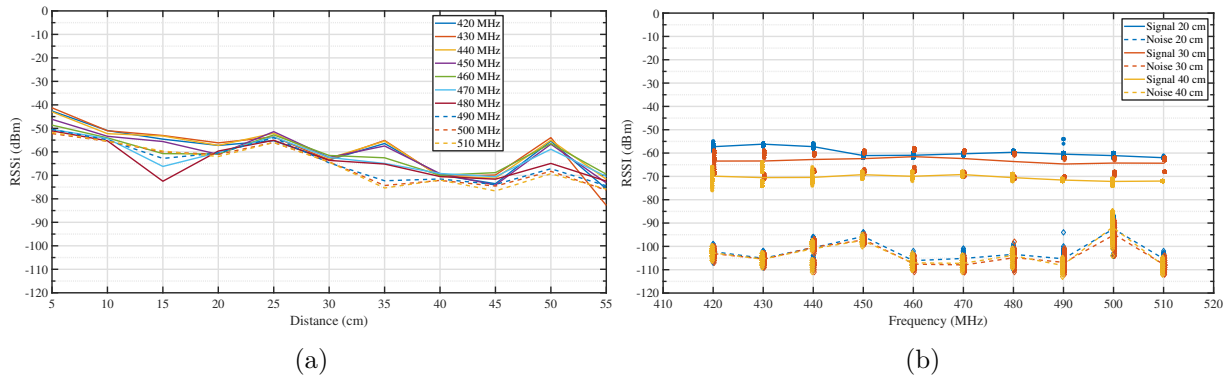 0
-10
-20
-30
-40
-50
-60
-70
-80
-90
-100
-110
-120
RSSi (dBm)
5 10 15 20 25 30 35 40 45 50 55
Distance (cm)
420 MHz
430 MHz
440 MHz
450 MHz
460 MHz
470 MHz
480 MHz
490 MHz
500 MHz
510 MHz
(a)
0
-10
-20
-30
-40
-50
-60
-70
-80
-90
-100
-110
-120
RSSI (dBm)
410 420 430 440 450 460 470 480 490 500 510 520
Frequency (MHz)
Signal 20 cm
Noise 20 cm
Signal 30 cm
Noise 30 cm
Signal 40 cm
Noise 40 cm
(b)